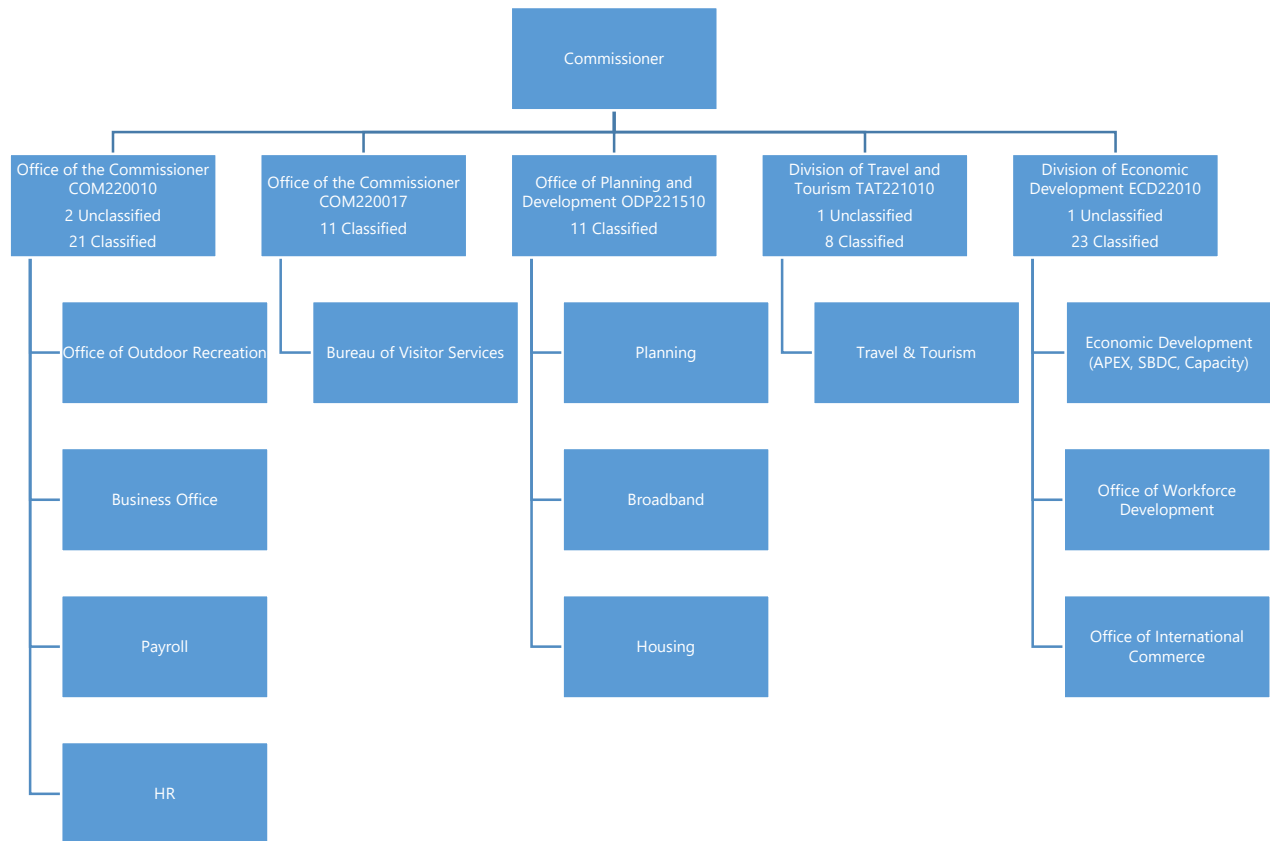 Commissioner
Office of the Commissioner
COM220010
2 Unclassified
21 Classified
Office of the Commissioner
COM220017
11 Classified
Office of Planning and
Development ODP221510
11 Classified
Division of Travel and
Tourism TAT221010
1 Unclassified
8 Classified
Division of Economic
Development ECD22010
1 Unclassified
23 Classified
Office of Outdoor Recreation
Bureau of Visitor Services
Planning
Travel & Tourism
Economic Development
(APEX, SBDC, Capacity)
Business Office
Broadband
Office of Workforce
Development
Payroll
Housing
Office of International
Commerce
HR